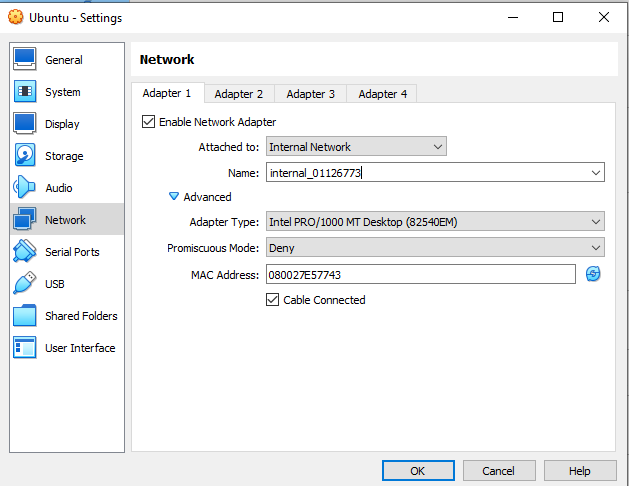 Ubuntu - Settings
General
System
Display
Storage
Audio
Network
Serial Ports
USB
Shared Folders
User Interface
Network
Adapter 1 Adapter 2 Adapter 3 Adapter 4
Enable Network Adapter
Attached to: Internal Network
Name: internal_01126773
Advanced
Adapter Type: Intel PRO/1000 MT Desktop (82540EM)
Promiscuous Mode: Deny
MAC Address: 080027E57743
Cable Connected
OK Cancel Help